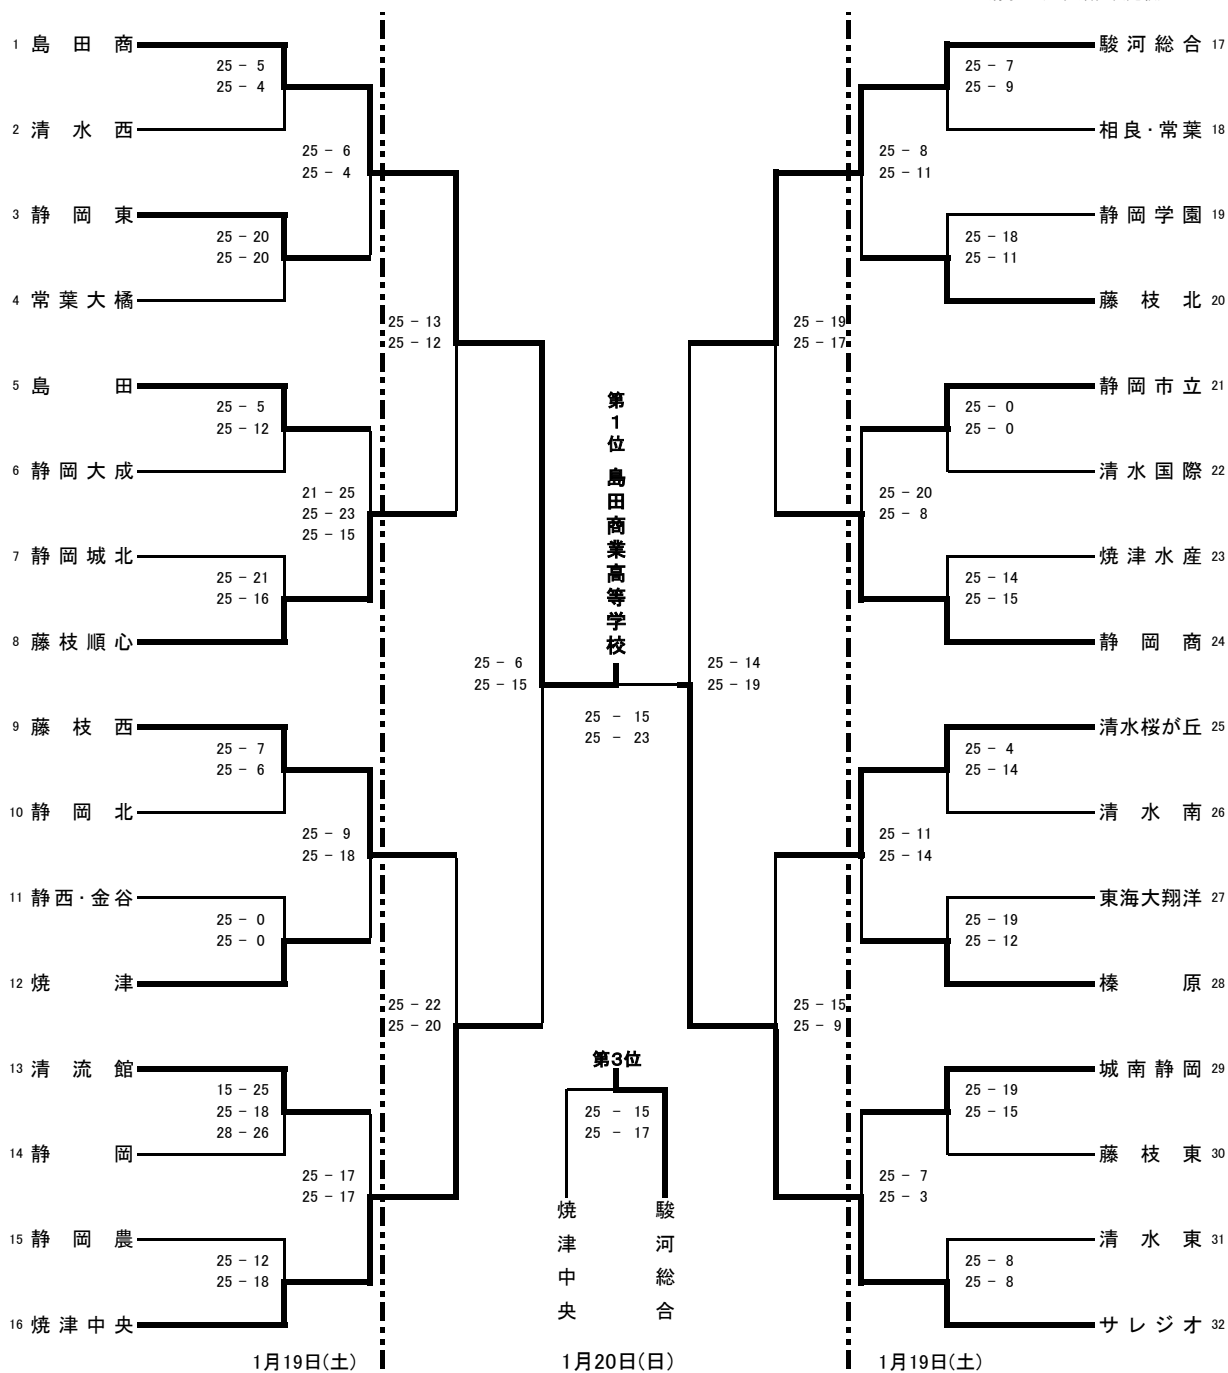 1 島田商
25 - 5
25 - 4
2 清水西
25 - 6
25 - 4
3 静岡東
25 - 20
25 - 20
4 常葉大橘
25 - 13
25 - 12
5 島田
25 - 5
25 - 12
6 静岡大成
21 - 25
25 - 23
25 - 15
7 静岡城北
25 - 21
25 - 16
8 藤枝順心
25 - 6
25 - 15
9 藤枝西
25 - 7
25 - 6
10 静岡北
25 - 9
25 - 18
11 静西・金谷
25 - 0
25 - 0
12 焼津
25 - 22
25 - 20
13 清流館
15 - 25
25 - 18
28 - 26
14 静岡
25 - 17
25 - 17
15 静岡農
25 - 12
25 - 18
16 焼津中央
1月19日(土)
第1位 島田商業高等学校
25 - 15
25 - 23
第3位
25 - 15
25 - 17
焼津中央
駿河総合
1月20日(日)
駿河総合 17
25 - 7
25 - 9
相良・常葉 18
25 - 8
25 - 11
静岡学園 19
25 - 18
25 - 11
藤枝北 20
25 - 19
25 - 17
静岡市立 21
25 - 0
25 - 0
清水国際 22
25 - 20
25 - 8
焼津水産 23
25 - 14
25 - 15
静岡商 24
25 - 14
25 - 19
清水桜が丘 25
25 - 4
25 - 14
清水南 26
25 - 11
25 - 14
東海大翔洋 27
25 - 19
25 - 12
榛原 28
25 - 15
25 - 9
城南静岡 29
25 - 19
25 - 15
藤枝東 30
25 - 7
25 - 3
清水東 31
25 - 8
25 - 8
サレジオ 32
1月19日(土)